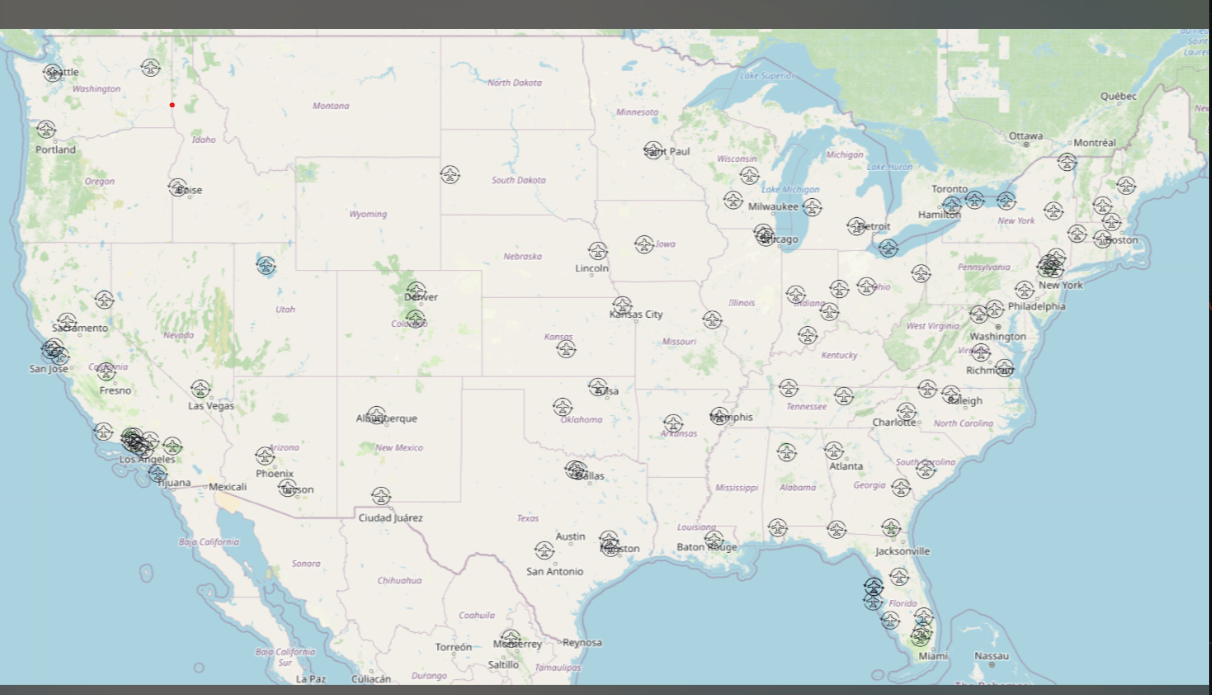 Lake Superior
Québec
Seattle
Washington
North Dakota
Montana
Minnesota
Ottawa
Montréal
Portland
Idaho
Saint Paul
Wisconsin
Michigan
Lake Huron
Oregon
South Dakota
Boise
Lake Michigan
Toronto
Wyoming
Milwaukee
Hamilton
New York
Detroit
Chicago
Boston
Iowa
Nebraska
Lincoln
Pennsylvania
New York
Denver
Utah
Ohio
Illinois
Indiana
Philadelphia
Kansas City
Sacramento
Colorado
West Virginia
Washington
Nevada
Kansas
Missouri
Kentucky
Virginia
San Jose
California
Richmond
Fresno
Las Vegas
Tulsa
Raleigh
Tennessee
Albuquerque
Oklahoma
Memphis
Charlotte
North Carolina
Arkansas
Arizona
New Mexico
Los Angeles
Phoenix
Atlanta
South Carolina
Dallas
Tijuana
Mexicali
Tucson
Mississippi
Alabama
Georgia
Ciudad Juárez
Texas
Louisiana
Baja California
Austin
Houston
Baton Rouge
Jacksonville
Sonora
San Antonio
Chihuahua
Florida
Coahuila
Monterrey
Reynosa
Torreón
Baja California
Sur
Saltillo
Tamaulipas
Miami
Nassau
La Paz
Culiacán
Durango
The Bahamas